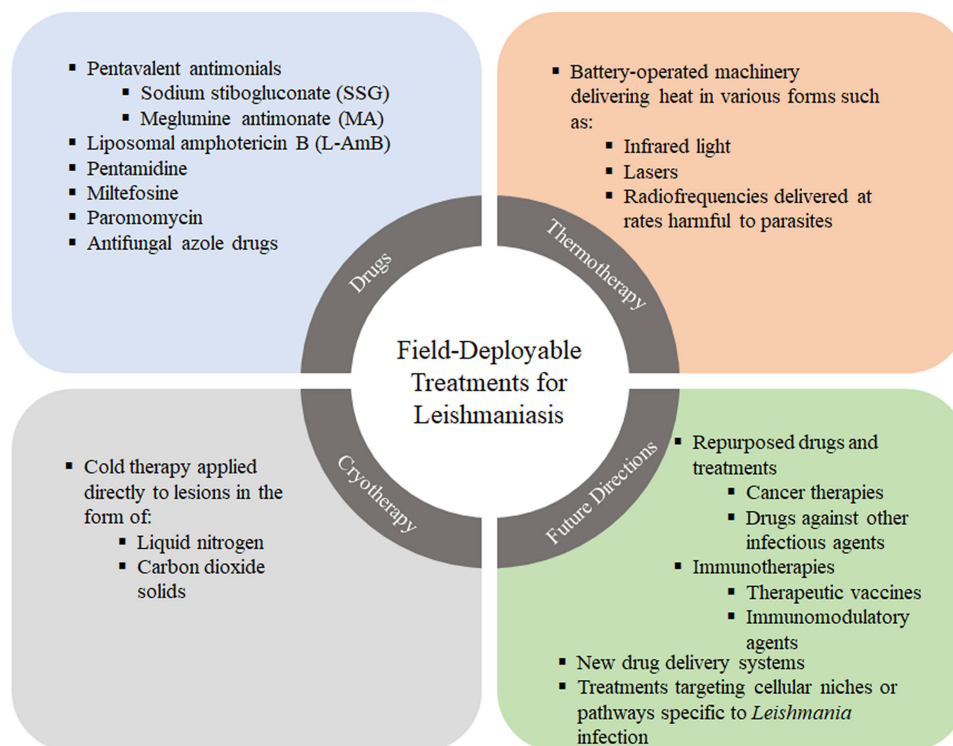 ▪ Pentavalent antimonials
▪ Sodium stibogluconate (SSG)
▪ Meglumine antimonate (MA)
▪ Liposomal amphotericin B (L-AmB)
▪ Pentamidine
▪ Miltefosine
▪ Paromomycin
▪ Antifungal azole drugs
Drugs
▪ Battery-operated machinery
delivering heat in various forms such
as:
▪ Infrared light
▪ Lasers
▪ Radiofrequencies delivered at
rates harmful to parasites
Thermotherapy
Field-Deployable
Treatments for
Leishmaniasis
▪ Cold therapy applied
directly to lesions in the
form of:
▪ Liquid nitrogen
▪ Carbon dioxide
solids
Cryotherapy
Future Directions
▪ Repurposed drugs and
treatments
▪ Cancer therapies
▪ Drugs against other
infectious agents
▪ Immunotherapies
▪ Therapeutic vaccines
▪ Immunomodulatory
agents
▪ New drug delivery systems
▪ Treatments targeting cellular niches or
pathways specific to Leishmania
infection